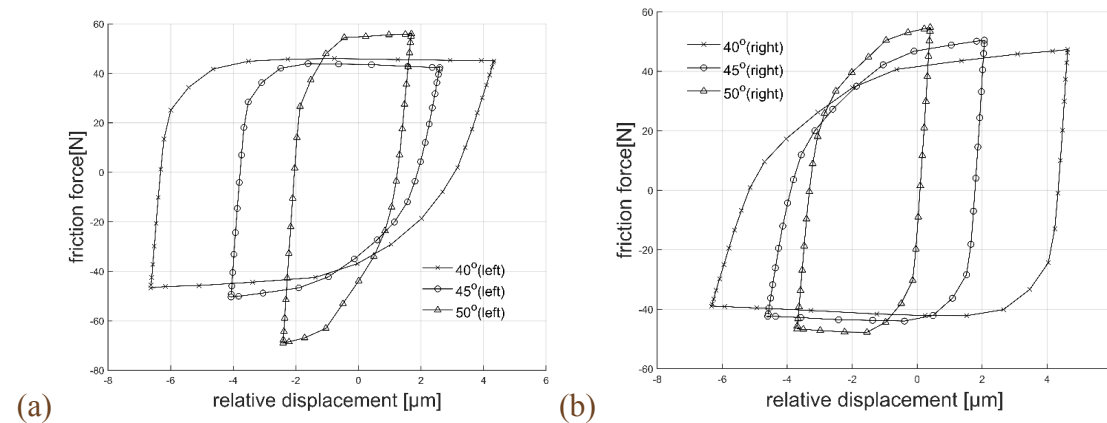 60
40
20
0
-20
-40
-60
-80
friction force[N]
-8 -6 -4 -2 0 2 4 6
relative displacement [μm]
40°(left)
45°(left)
50°(left)
(a)
60
40
20
0
-20
-40
-60
friction force[N]
-8 -6 -4 -2 0 2 4
relative displacement [μm]
40°(right)
45°(right)
50°(right)
(b)